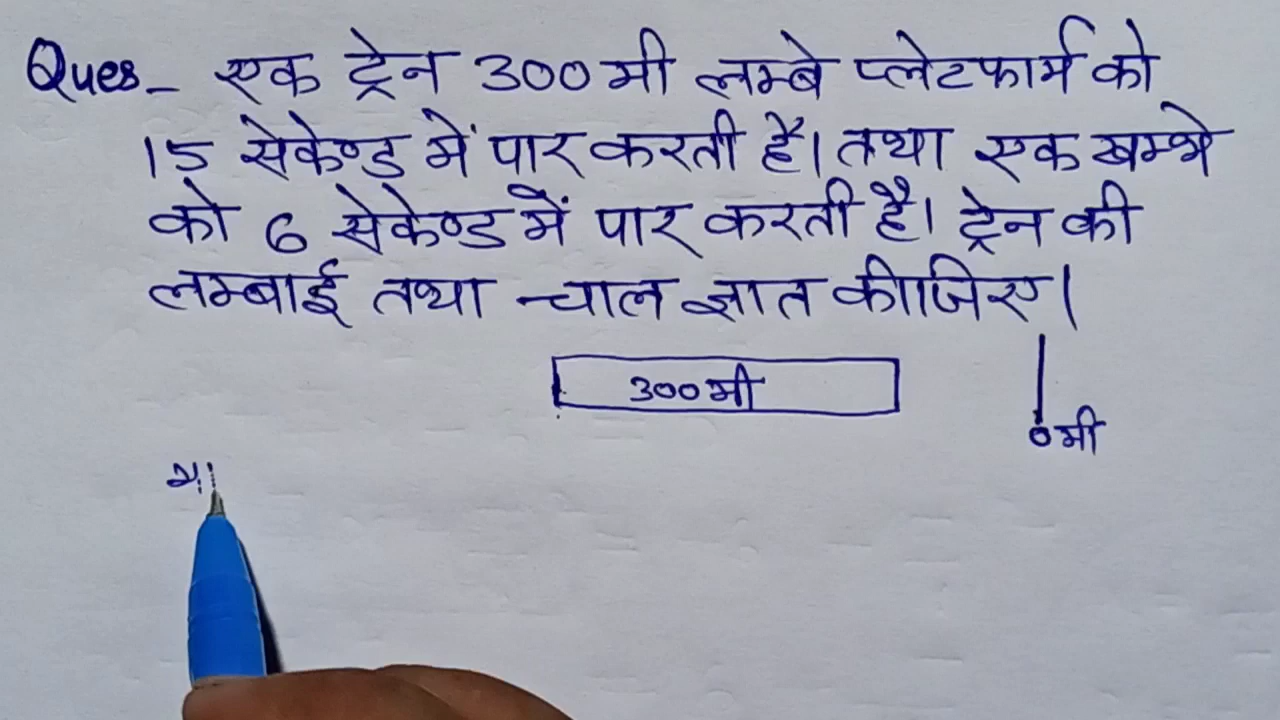 Ques- एक ट्रेन 300 मी लम्बे प्लेटफार्म को
15 सेकेण्ड में पार करती है। तथा एक खम्भे
को 6 सेकेण्ड में पार करती है। ट्रेन की
लम्बाई तथा चाल ज्ञात कीजिए।
300 मी
0 मी